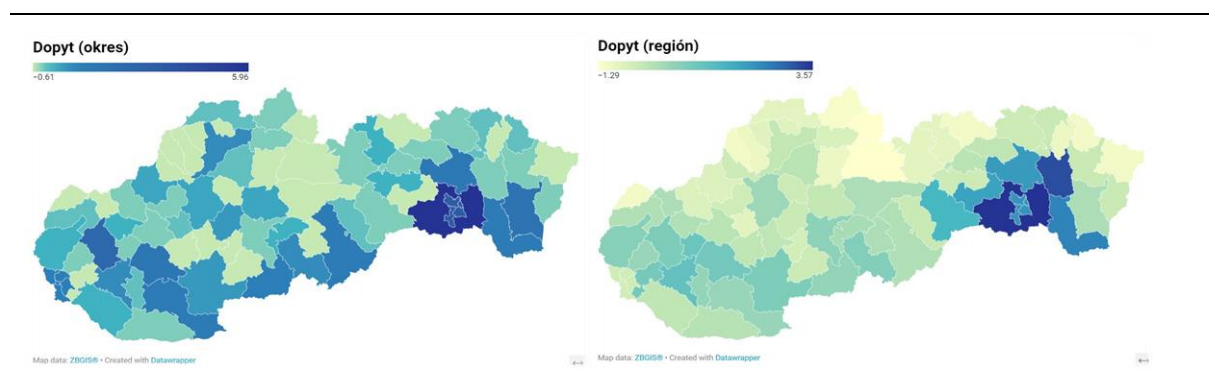 Dopyt (okres)
−0.61 5.96
Map data: ZBGIS® • Created with Datawrapper
Dopyt (región)
−1.29 3.57
Map data: ZBGIS® • Created with Datawrapper